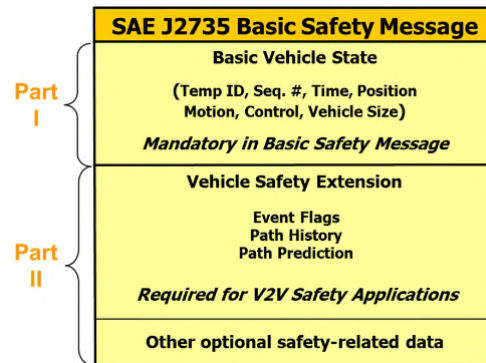 SAE J2735 Basic Safety Message
Part
I
Basic Vehicle State
(Temp ID, Seq. #, Time, Position
Motion, Control, Vehicle Size)
Mandatory in Basic Safety Message
Part
II
Vehicle Safety Extension
Event Flags
Path History
Path Prediction
Required for V2V Safety Applications
Other optional safety-related data